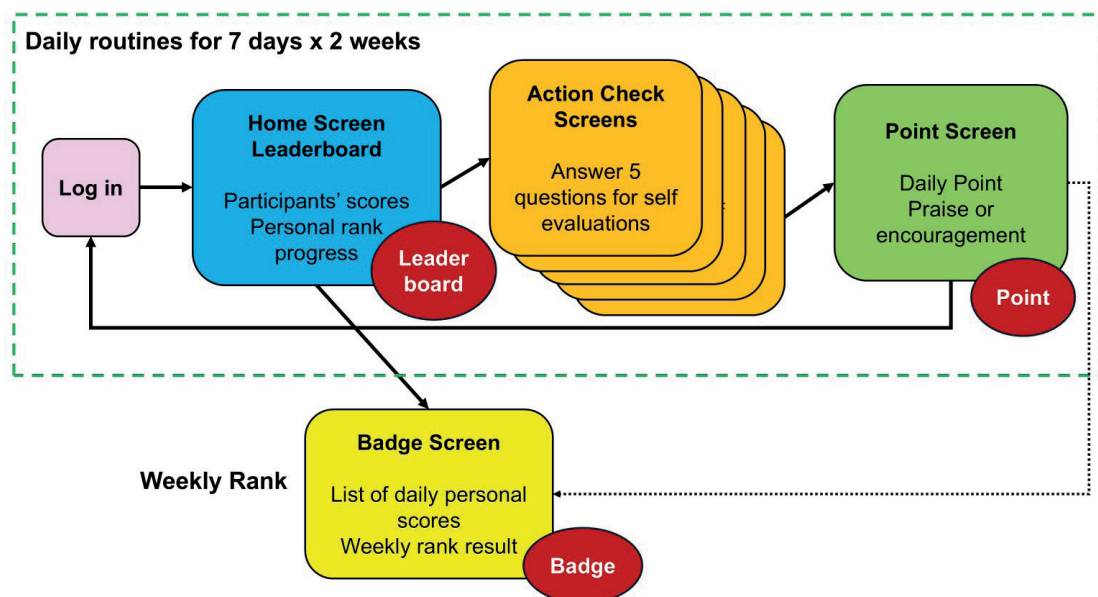 Daily routines for 7 days x 2 weeks
Log in
Home Screen
Leaderboard
Participants' scores
Personal rank
progress
Leader
board
Action Check
Screens
Answer 5
questions for self
evaluations
Point Screen
Daily Point
Praise or
encouragement
Point
Weekly Rank
Badge Screen
List of daily personal
scores
Weekly rank result
Badge